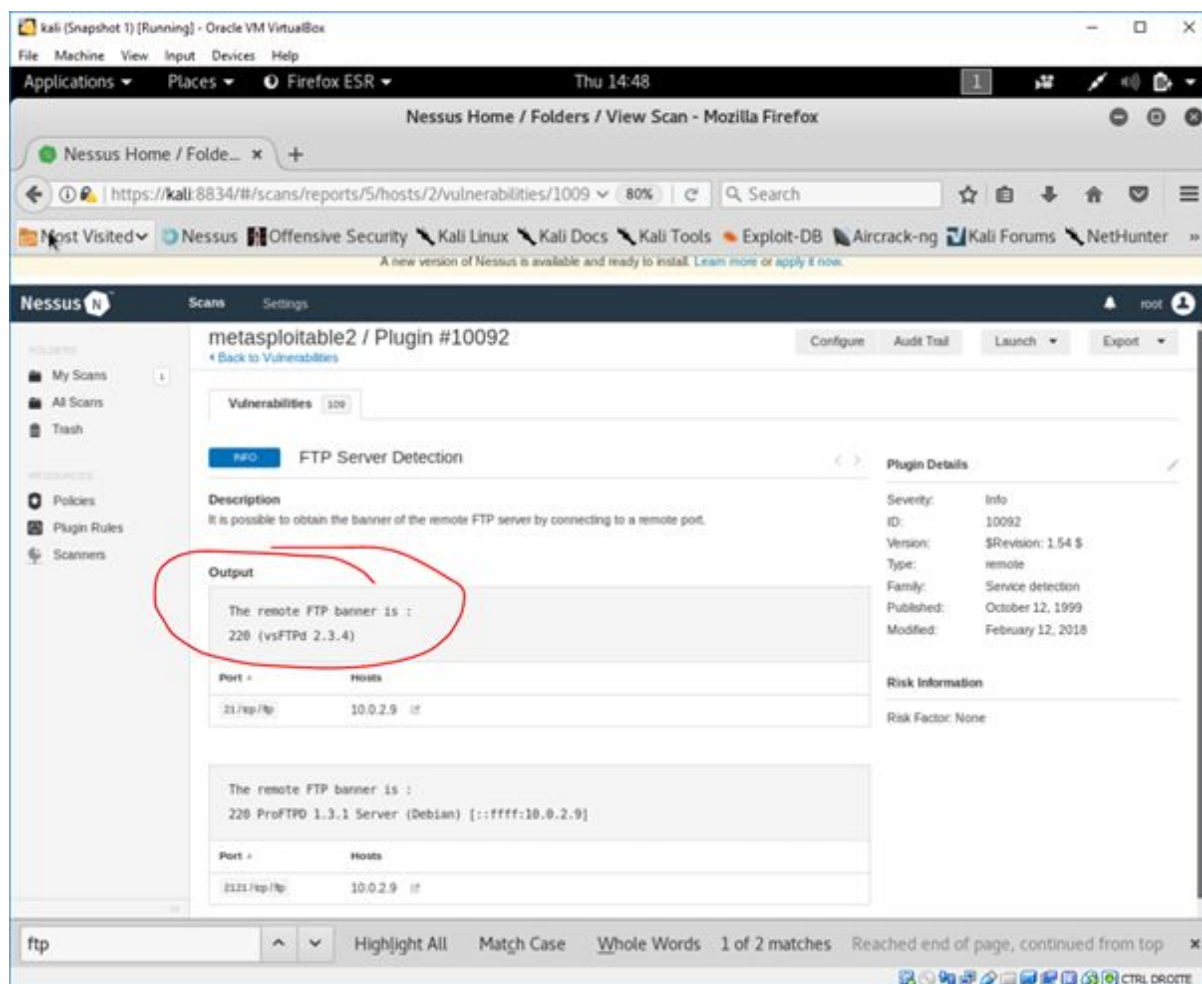 kali (Snapshot 1) [Running] - Oracle VM VirtualBox
File Machine View Input Devices Help
Applications Places Firefox ESR Thu 14:48 1
Nessus Home / Folders / View Scan - Mozilla Firefox
Nessus Home / Folde...
https://kali:8834/#/scans/reports/5/hosts/2/vulnerabilities/1009 80% Search
Most Visited Nessus Offensive Security Kali Linux Kali Docs Kali Tools Exploit-DB Aircrack-ng Kali Forums NetHunter »
A new version of Nessus is available and ready to install. Learn more or apply it now.
Nessus N Scans Settings root
FOLDERS
My Scans 1
All Scans
Trash
RESOURCES
Policies
Plugin Rules
Scanners
metasploitable2 / Plugin #10092
Back to Vulnerabilities
Configure Audit Trail Launch Export
Vulnerabilities 109
INFO FTP Server Detection
Description
It is possible to obtain the banner of the remote FTP server by connecting to a remote port.
Output
The remote FTP banner is :
220 (vsFTPd 2.3.4)
Port Hosts
21 / tcp / ftp 10.0.2.9
The remote FTP banner is :
220 ProFTPD 1.3.1 Server (Debian) [::ffff:10.0.2.9]
Port Hosts
2121 / tcp / ftp 10.0.2.9
Plugin Details
Severity: Info
ID: 10092
Version: $Revision: 1.54 $
Type: remote
Family: Service detection
Published: October 12, 1999
Modified: February 12, 2018
Risk Information
Risk Factor: None
ftp Highlight All Match Case Whole Words 1 of 2 matches Reached end of page, continued from top
CTRL DROITE